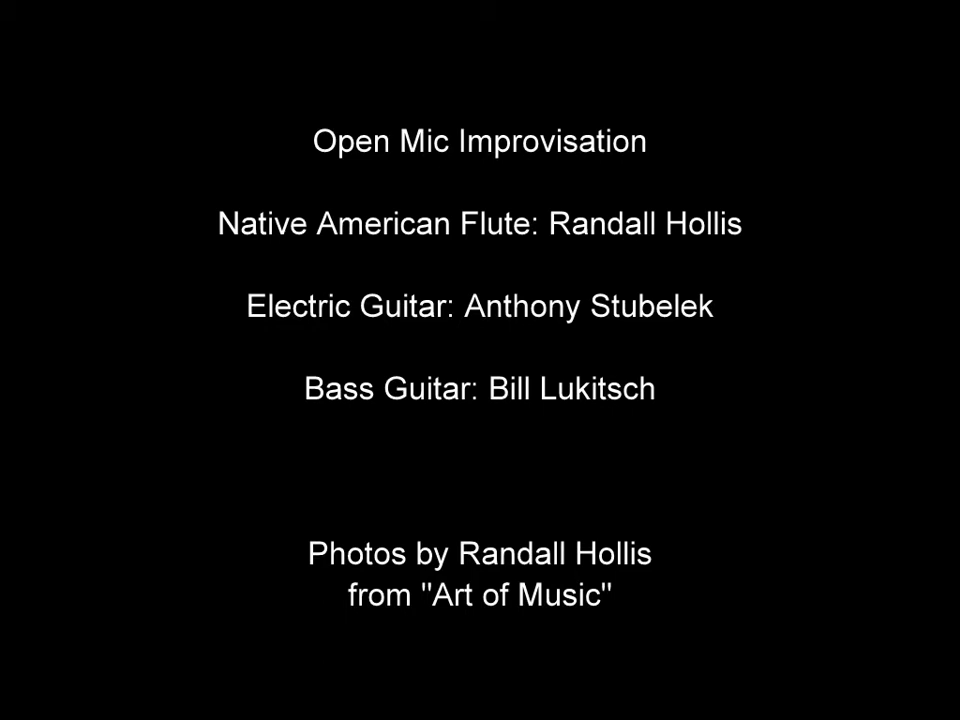 Open Mic Improvisation
Native American Flute: Randall Hollis
Electric Guitar: Anthony Stubelek
Bass Guitar: Bill Lukitsch
Photos by Randall Hollis
from "Art of Music"